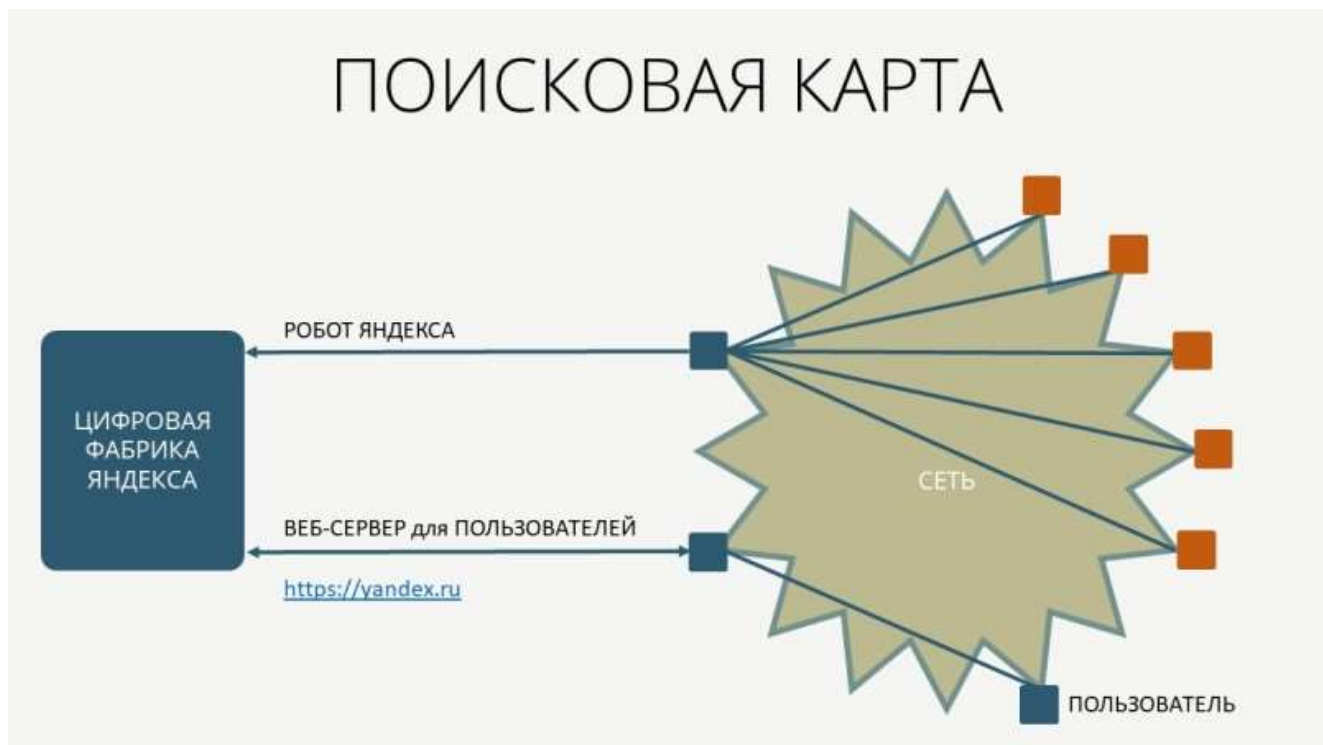 ПОИСКОВАЯ КАРТА
РОБОТ ЯНДЕКСА
ЦИФРОВАЯ
ФАБРИКА
ЯНДЕКСА
СЕТЬ
ВЕБ-СЕРВЕР для ПОЛЬЗОВАТЕЛЕЙ
https://yandex.ru
ПОЛЬЗОВАТЕЛЬ